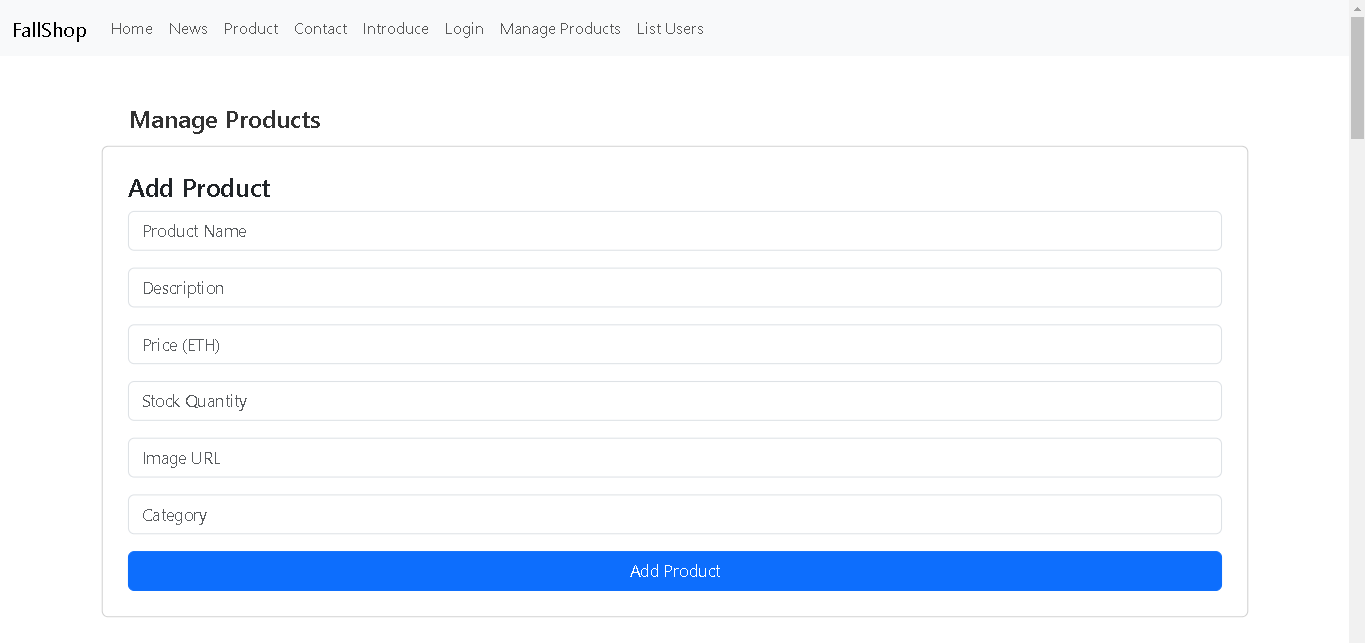 FallShop Home News Product Contact Introduce Login Manage Products List Users
Manage Products
Add Product
Product Name
Description
Price (ETH)
Stock Quantity
Image URL
Category
Add Product